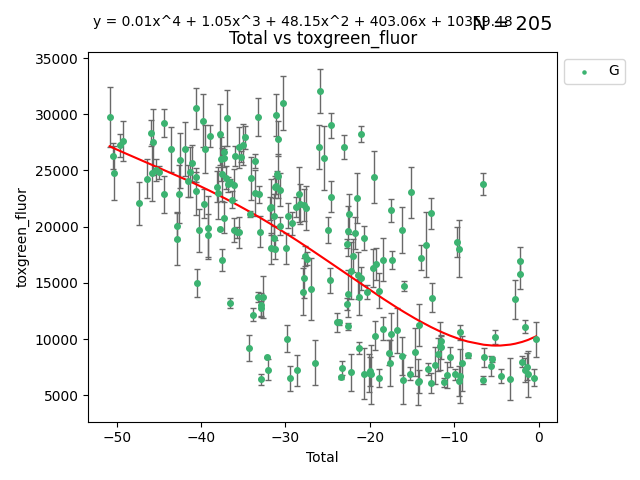 y = 0.01x^4 + 1.05x^3 + 48.15x^2 + 403.06x + 10359.48
N = 205
Total vs toxgreen_fluor
G
toxgreen_fluor
35000
30000
25000
20000
15000
10000
5000
−50 −40 −30 −20 −10 0
Total